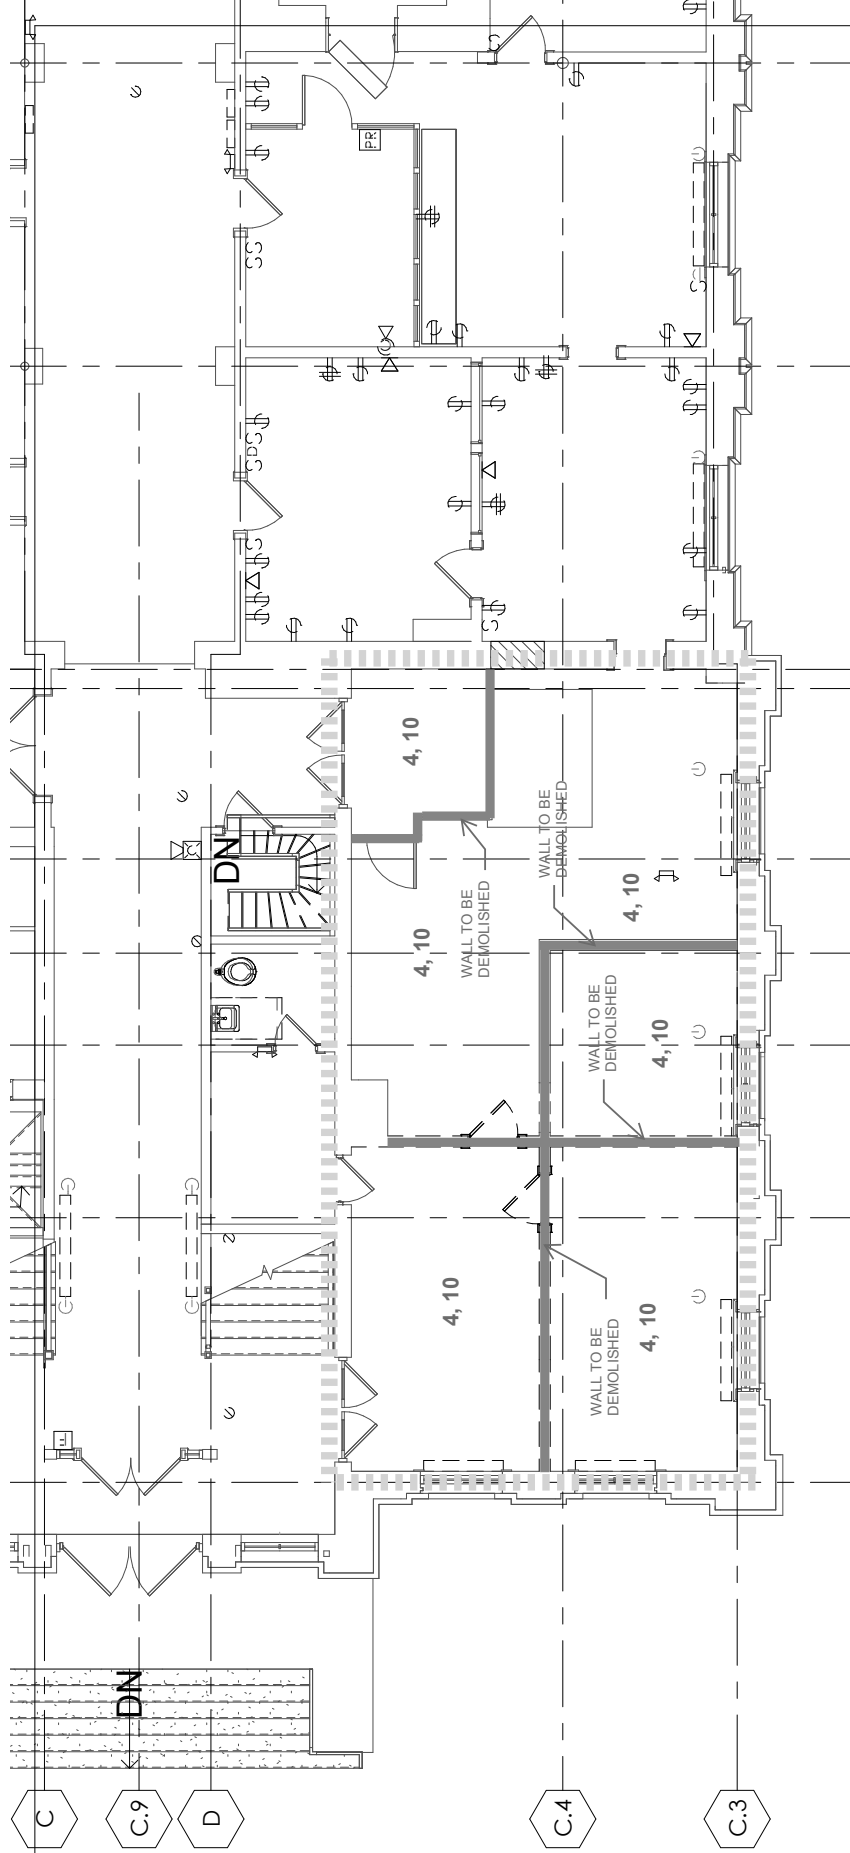 PR
4, 10
DN
WALL TO BE
DEMOLISHED
4, 10
WALL TO BE
DEMOLISHED
4, 10
WALL TO BE
DEMOLISHED
4, 10
4, 10
WALL TO BE
DEMOLISHED
4, 10
DN
C
C.9
D
C.4
C.3